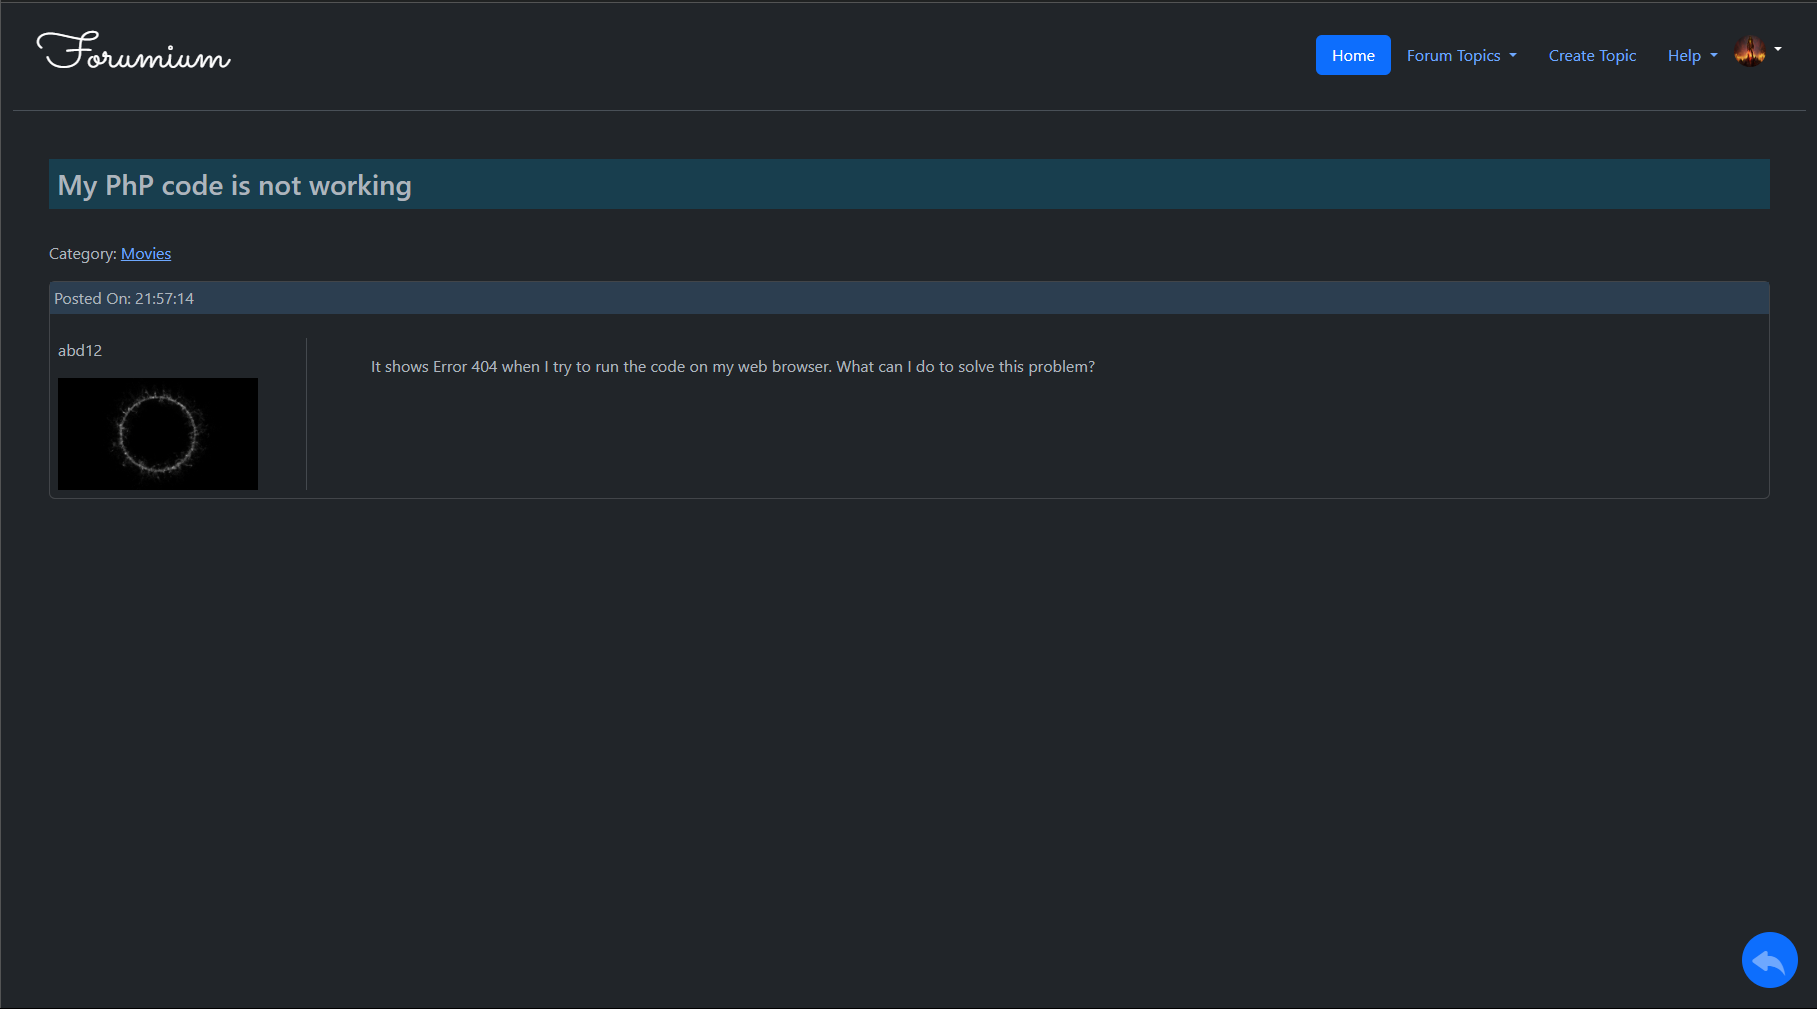 Forumium
Home Forum Topics Create Topic Help
My PhP code is not working
Category: Movies
Posted On: 21:57:14
abd12
It shows Error 404 when I try to run the code on my web browser. What can I do to solve this problem?